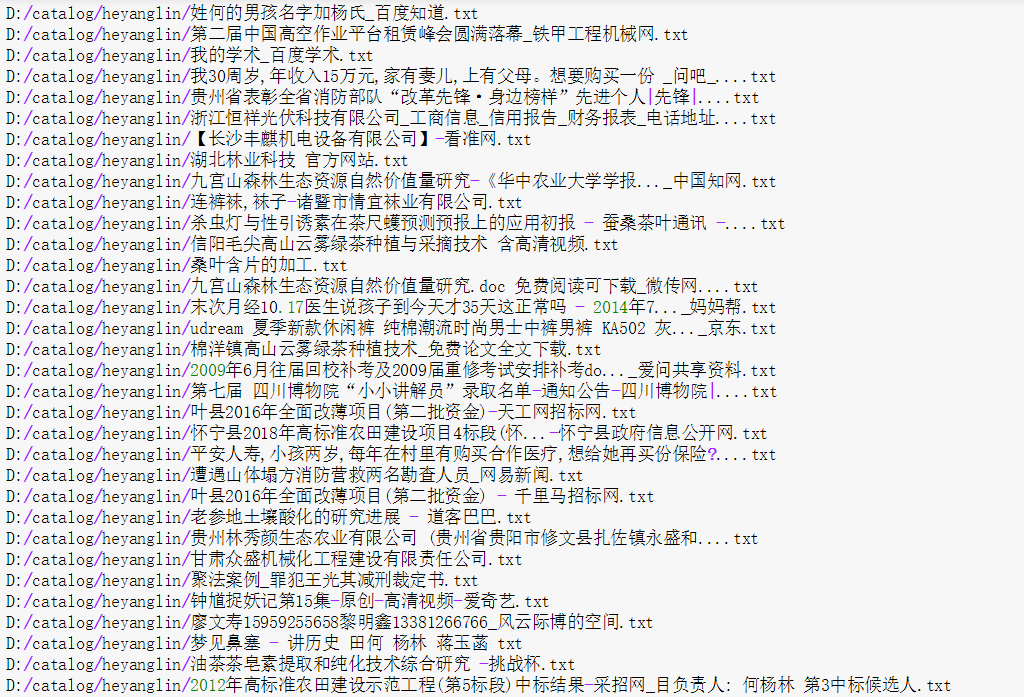 D:/catalog/heyanglin/姓何的男孩名字加杨氏_百度知道.txt
D:/catalog/heyanglin/第二届中国高空作业平台租赁峰会圆满落幕_铁甲工程机械网.txt
D:/catalog/heyanglin/我的学术_百度学术.txt
D:/catalog/heyanglin/我30周岁,年收入15万元,家有妻儿,上有父母。想要购买一份 _问吧_....txt
D:/catalog/heyanglin/贵州省表彰全省消防部队“改革先锋·身边榜样”先进个人|先锋|....txt
D:/catalog/heyanglin/浙江恒祥光伏科技有限公司_工商信息_信用报告_财务报表_电话地址....txt
D:/catalog/heyanglin/【长沙丰麒机电设备有限公司】-看准网.txt
D:/catalog/heyanglin/湖北林业科技 官方网站.txt
D:/catalog/heyanglin/九宫山森林生态资源自然价值量研究-《华中农业大学学报..._中国知网.txt
D:/catalog/heyanglin/连裤袜,袜子-诸暨市情宜袜业有限公司.txt
D:/catalog/heyanglin/杀虫灯与性引诱素在茶尺蠖预测预报上的应用初报 - 蚕桑茶叶通讯 -....txt
D:/catalog/heyanglin/信阳毛尖高山云雾绿茶种植与采摘技术 含高清视频.txt
D:/catalog/heyanglin/桑叶含片的加工.txt
D:/catalog/heyanglin/九宫山森林生态资源自然价值量研究.doc 免费阅读可下载_微传网....txt
D:/catalog/heyanglin/末次月经10.17医生说孩子到今天才35天这正常吗 - 2014年7..._妈妈帮.txt
D:/catalog/heyanglin/udream 夏季新款休闲裤 纯棉潮流时尚男士中裤男裤 KA502 灰..._京东.txt
D:/catalog/heyanglin/棉洋镇高山云雾绿茶种植技术_免费论文全文下载.txt
D:/catalog/heyanglin/2009年6月往届回校补考及2009届重修考试安排补考do..._爱问共享资料.txt
D:/catalog/heyanglin/第七届 四川博物院“小小讲解员”录取名单-通知公告-四川博物院|....txt
D:/catalog/heyanglin/叶县2016年全面改薄项目(第二批资金)-天工网招标网.txt
D:/catalog/heyanglin/怀宁县2018年高标准农田建设项目4标段(怀...-怀宁县政府信息公开网.txt
D:/catalog/heyanglin/平安人寿,小孩两岁,每年在村里有购买合作医疗,想给她再买份保险?....txt
D:/catalog/heyanglin/遭遇山体塌方消防营救两名勘查人员_网易新闻.txt
D:/catalog/heyanglin/叶县2016年全面改薄项目(第二批资金) - 千里马招标网.txt
D:/catalog/heyanglin/老参地土壤酸化的研究进展 - 道客巴巴.txt
D:/catalog/heyanglin/贵州林秀颜生态农业有限公司 (贵州省贵阳市修文县扎佐镇永盛和....txt
D:/catalog/heyanglin/甘肃众盛机械化工程建设有限责任公司.txt
D:/catalog/heyanglin/聚法案例_罪犯王光其减刑裁定书.txt
D:/catalog/heyanglin/钟馗捉妖记第15集-原创-高清视频-爱奇艺.txt
D:/catalog/heyanglin/廖文寿15959255658黎明鑫13381266766_风云际博的空间.txt
D:/catalog/heyanglin/梦见鼻塞 - 讲历史 田何 杨林 蒋玉菡 txt
D:/catalog/heyanglin/油茶茶皂素提取和纯化技术综合研究 -挑战杯.txt
D:/catalog/heyanglin/2012年高标准农田建设示范工程(第5标段)中标结果-采招网_目负责人: 何杨林 第3中标候选人.txt